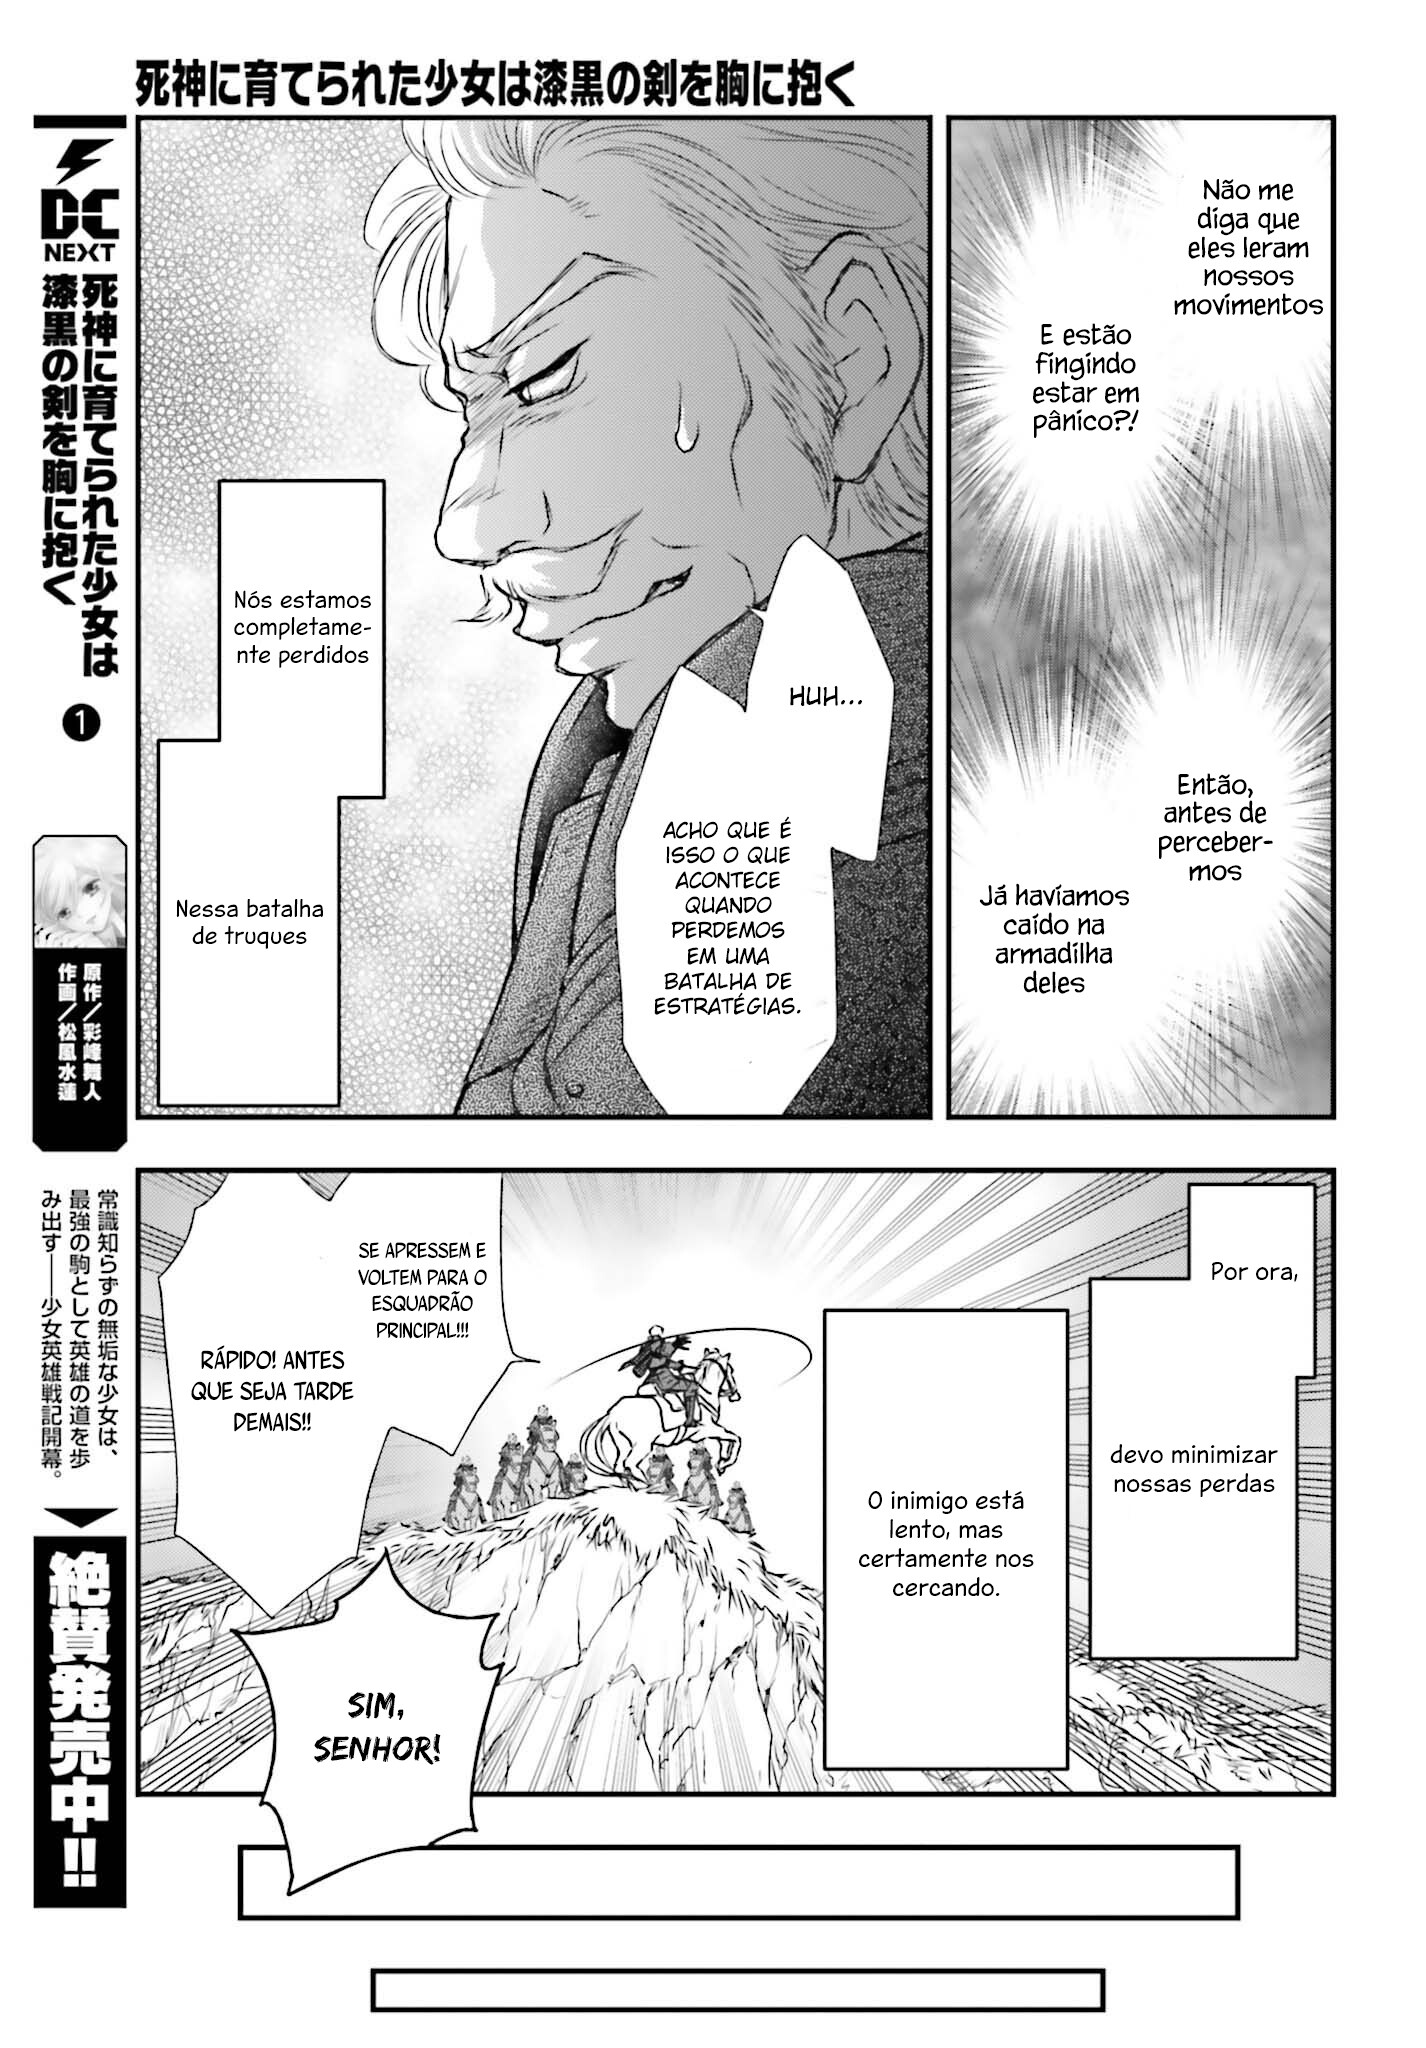 死神に育てられた少女は漆黒の剣を胸に抱く
Não me
diga que
eles leram
nossos
movimentos
E estão
fingindo
estar em
pânico?!
Então,
antes de
perceber-
mos
Já havíamos
caído na
armadilha
deles
HUH...
ACHO QUE É
ISSO O QUE
ACONTECE
QUANDO
PERDEMOS
EM UMA
BATALHA DE
ESTRATÉGIAS.
Nós estamos
completame-
nte perdidos
Nessa batalha
de truques
Por ora,
devo minimizar
nossas perdas
O inimigo está
lento, mas
certamente nos
cercando.
SE APRESSEM E
VOLTEM PARA O
ESQUADRÃO
PRINCIPAL!!!
RÁPIDO! ANTES
QUE SEJA TARDE
DEMAIS!!
SIM,
SENHOR!
DC
NEXT
死神に育てられた少女は
漆黒の剣を胸に抱く
1
原作／彩峰舞人
作画／松風水蓮
常識知らずの無垢な少女は、
最強の駒として英雄の道を歩
み出す――少女英雄戦記開幕。
絶賛発売中!!